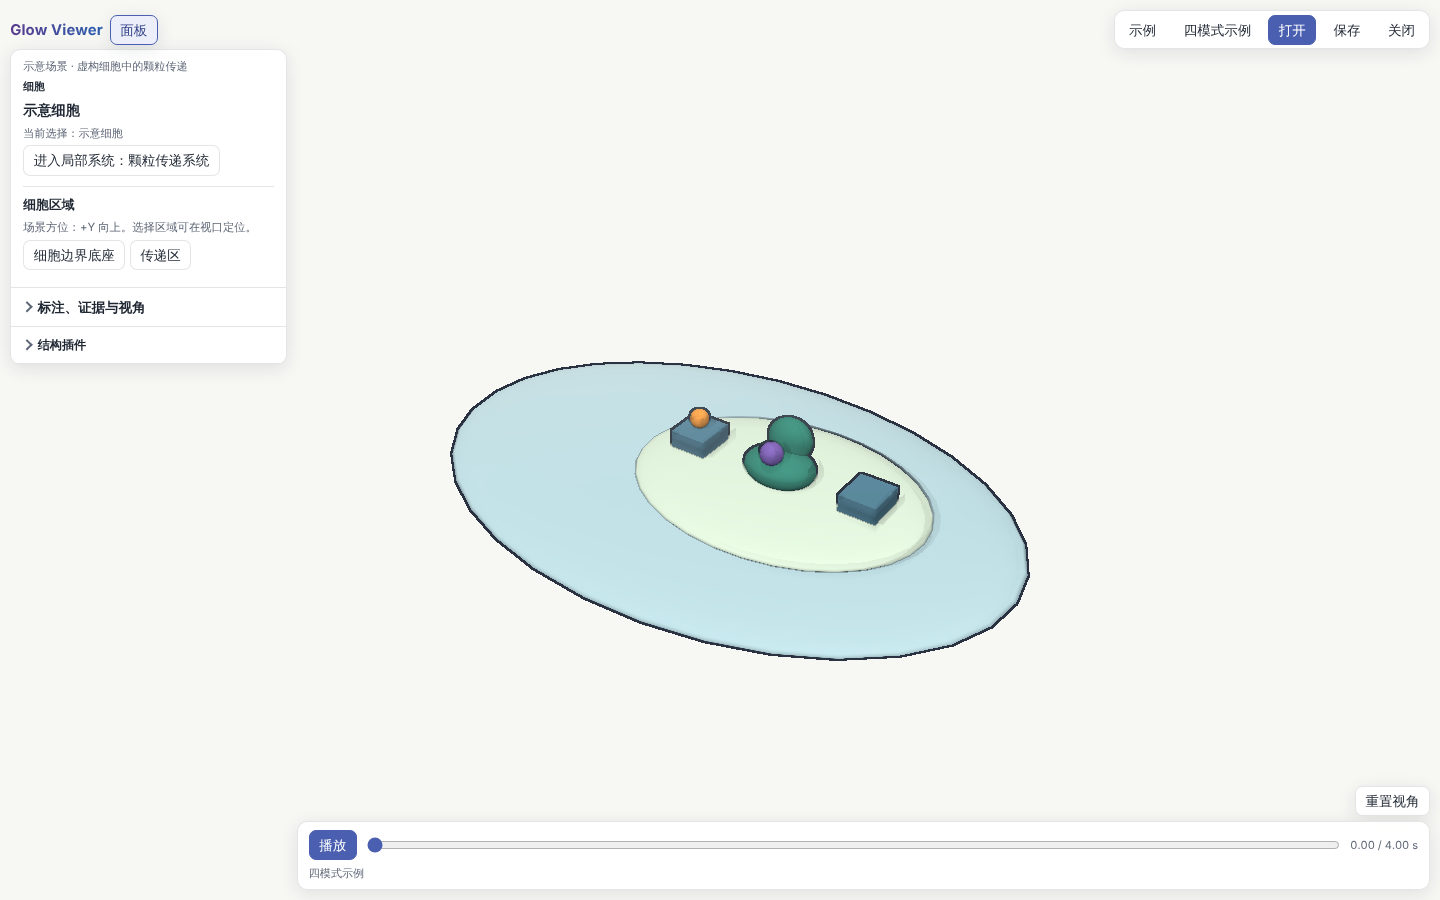 Glow Viewer 面板
示例 四模式示例 打开 保存 关闭
示意场景 · 虚构细胞中的颗粒传递
细胞
示意细胞
当前选择：示意细胞
进入局部系统：颗粒传递系统
细胞区域
场景方位：+Y 向上。选择区域可在视口定位。
细胞边界底座 传递区
标注、证据与视角
结构插件
重置视角
播放 0.00 / 4.00 s
四模式示例